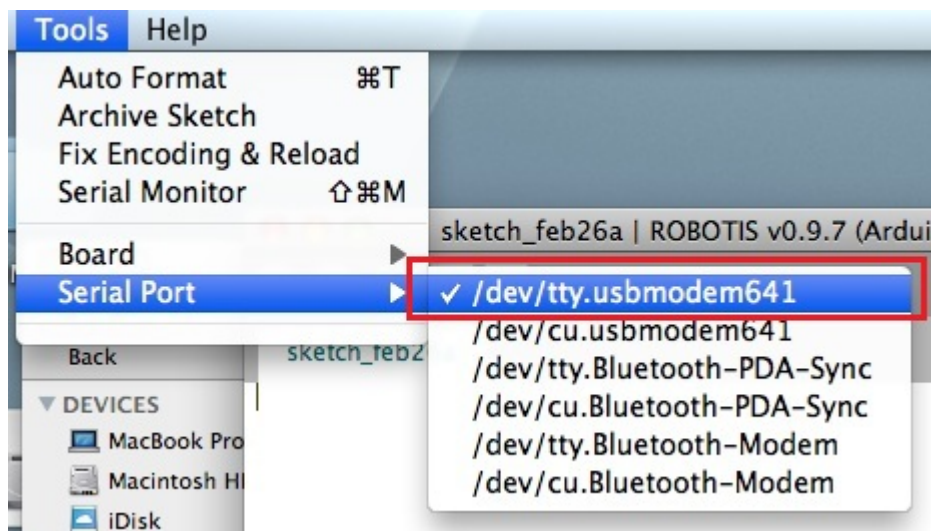 Tools Help
Auto Format ⌘T
Archive Sketch
Fix Encoding & Reload
Serial Monitor ⇧⌘M
sketch_feb26a | ROBOTIS v0.9.7 (Ardui
Board
Serial Port
✓ /dev/tty.usbmodem641
/dev/cu.usbmodem641
/dev/tty.Bluetooth-PDA-Sync
/dev/cu.Bluetooth-PDA-Sync
/dev/tty.Bluetooth-Modem
/dev/cu.Bluetooth-Modem
Back
sketch_feb2
DEVICES
MacBook Pro
Macintosh H
iDisk